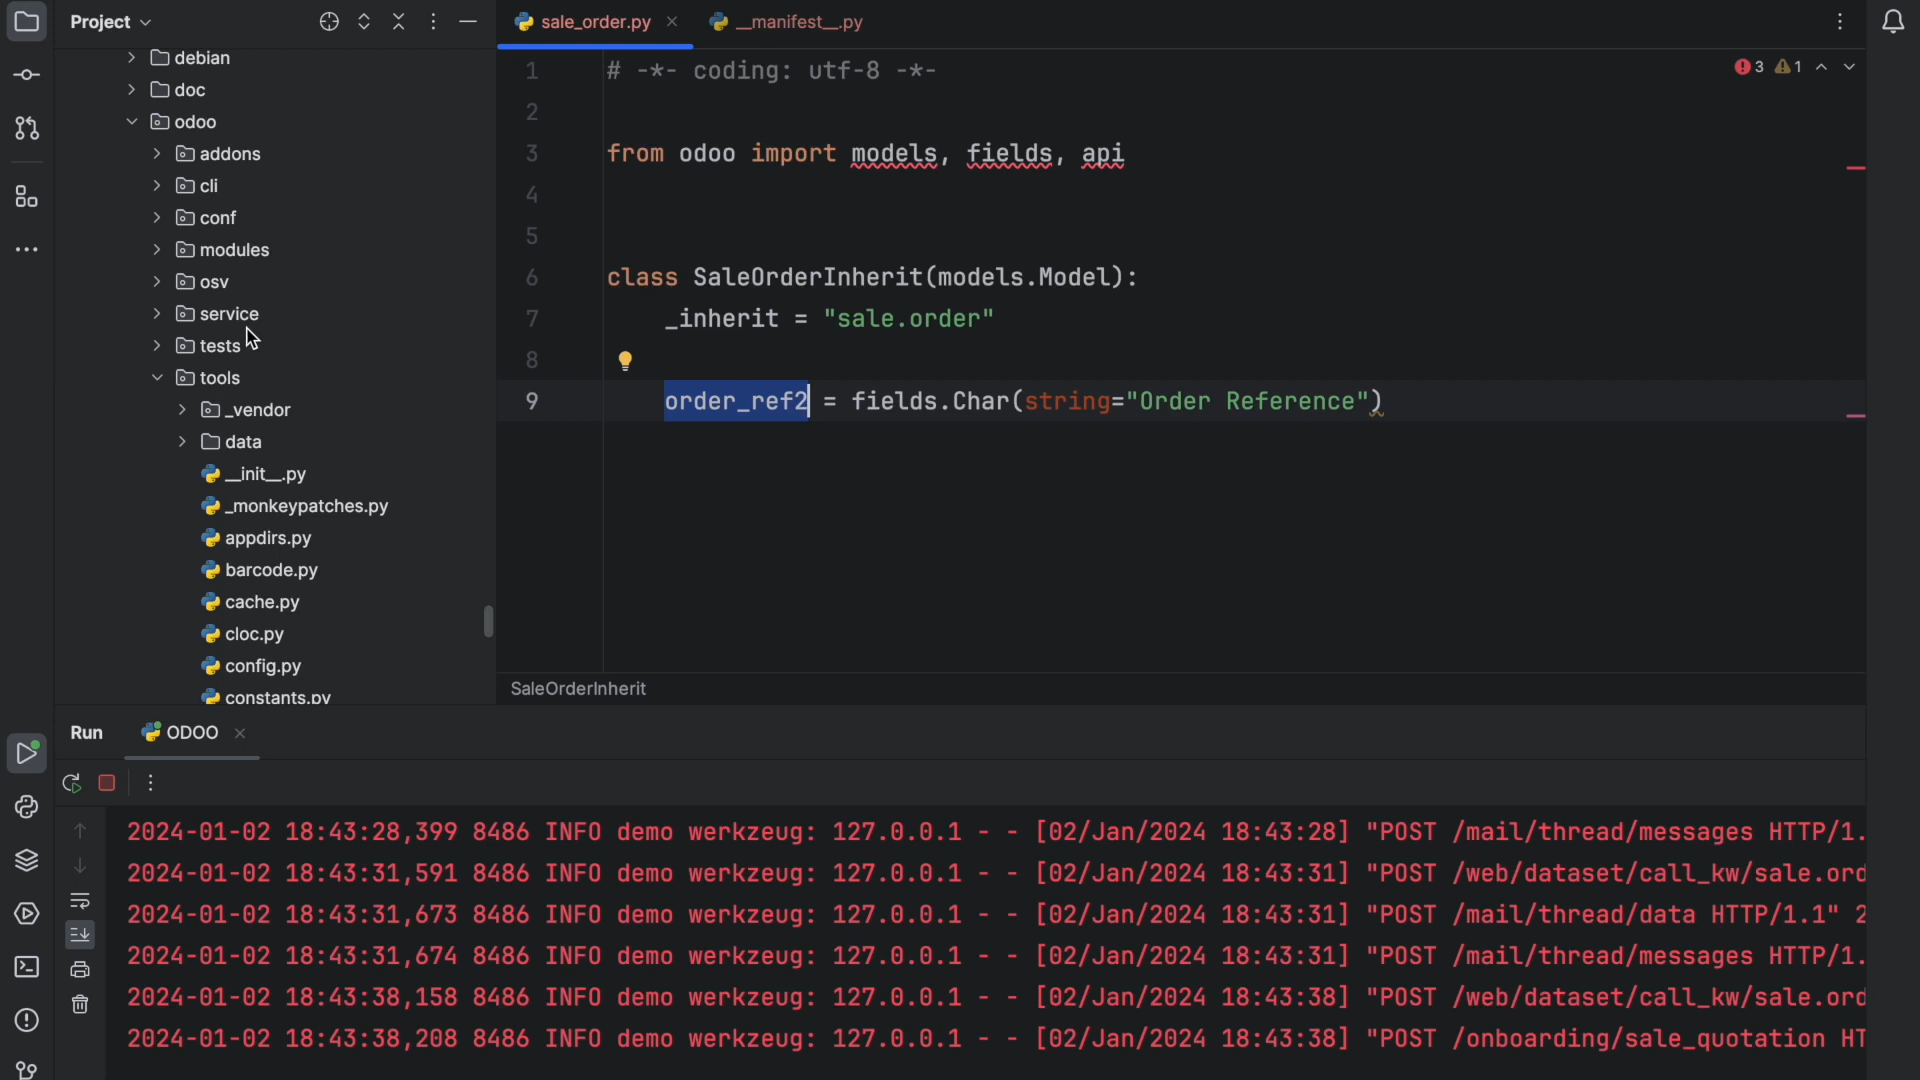 Project
debian
doc
odoo
addons
cli
conf
modules
osv
service
tests
tools
_vendor
data
__init__.py
_monkeypatches.py
appdirs.py
barcode.py
cache.py
cloc.py
config.py
constants.py
sale_order.py
__manifest__.py
3 1
1 # -*- coding: utf-8 -*-
2
3 from odoo import models, fields, api
4
5
6 class SaleOrderInherit(models.Model):
7 _inherit = "sale.order"
8
9 order_ref2 = fields.Char(string="Order Reference")
SaleOrderInherit
Run ODOO
2024-01-02 18:43:28,399 8486 INFO demo werkzeug: 127.0.0.1 - - [02/Jan/2024 18:43:28] "POST /mail/thread/messages HTTP/1.
2024-01-02 18:43:31,591 8486 INFO demo werkzeug: 127.0.0.1 - - [02/Jan/2024 18:43:31] "POST /web/dataset/call_kw/sale.ord
2024-01-02 18:43:31,673 8486 INFO demo werkzeug: 127.0.0.1 - - [02/Jan/2024 18:43:31] "POST /mail/thread/data HTTP/1.1" 2
2024-01-02 18:43:31,674 8486 INFO demo werkzeug: 127.0.0.1 - - [02/Jan/2024 18:43:31] "POST /mail/thread/messages HTTP/1.
2024-01-02 18:43:38,158 8486 INFO demo werkzeug: 127.0.0.1 - - [02/Jan/2024 18:43:38] "POST /web/dataset/call_kw/sale.ord
2024-01-02 18:43:38,208 8486 INFO demo werkzeug: 127.0.0.1 - - [02/Jan/2024 18:43:38] "POST /onboarding/sale_quotation HT